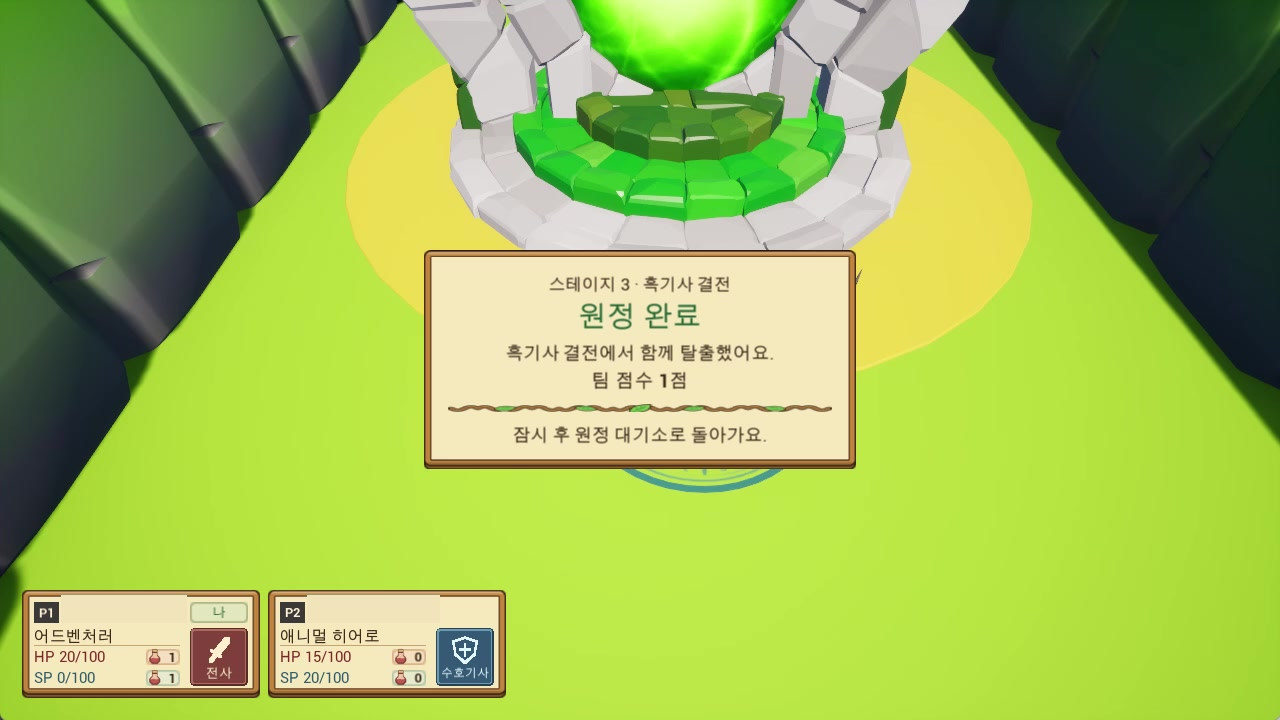 스테이지 3 · 흑기사 결전
원정 완료
흑기사 결전에서 함께 탈출했어요.
팀 점수 1점
잠시 후 원정 대기소로 돌아가요.
P1
나
어드벤처러
HP 20/100
1
SP 0/100
1
전사
P2
애니멀 히어로
HP 15/100
0
SP 20/100
0
수호기사